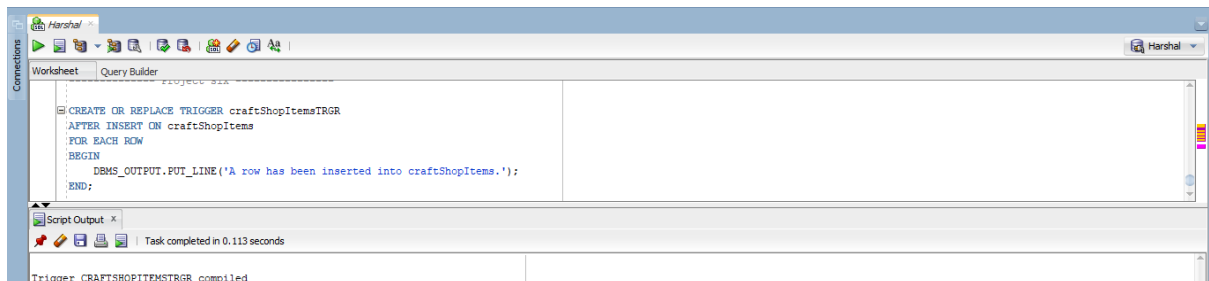 Harshal
Harshal
Connections
Worksheet Query Builder
Project six
CREATE OR REPLACE TRIGGER craftShopItemsTRGR
AFTER INSERT ON craftShopItems
FOR EACH ROW
BEGIN
DBMS_OUTPUT.PUT_LINE('A row has been inserted into craftShopItems.');
END;
Script Output x
Task completed in 0.113 seconds
Trigger CRAFTSHOPITEMSTRGR compiled